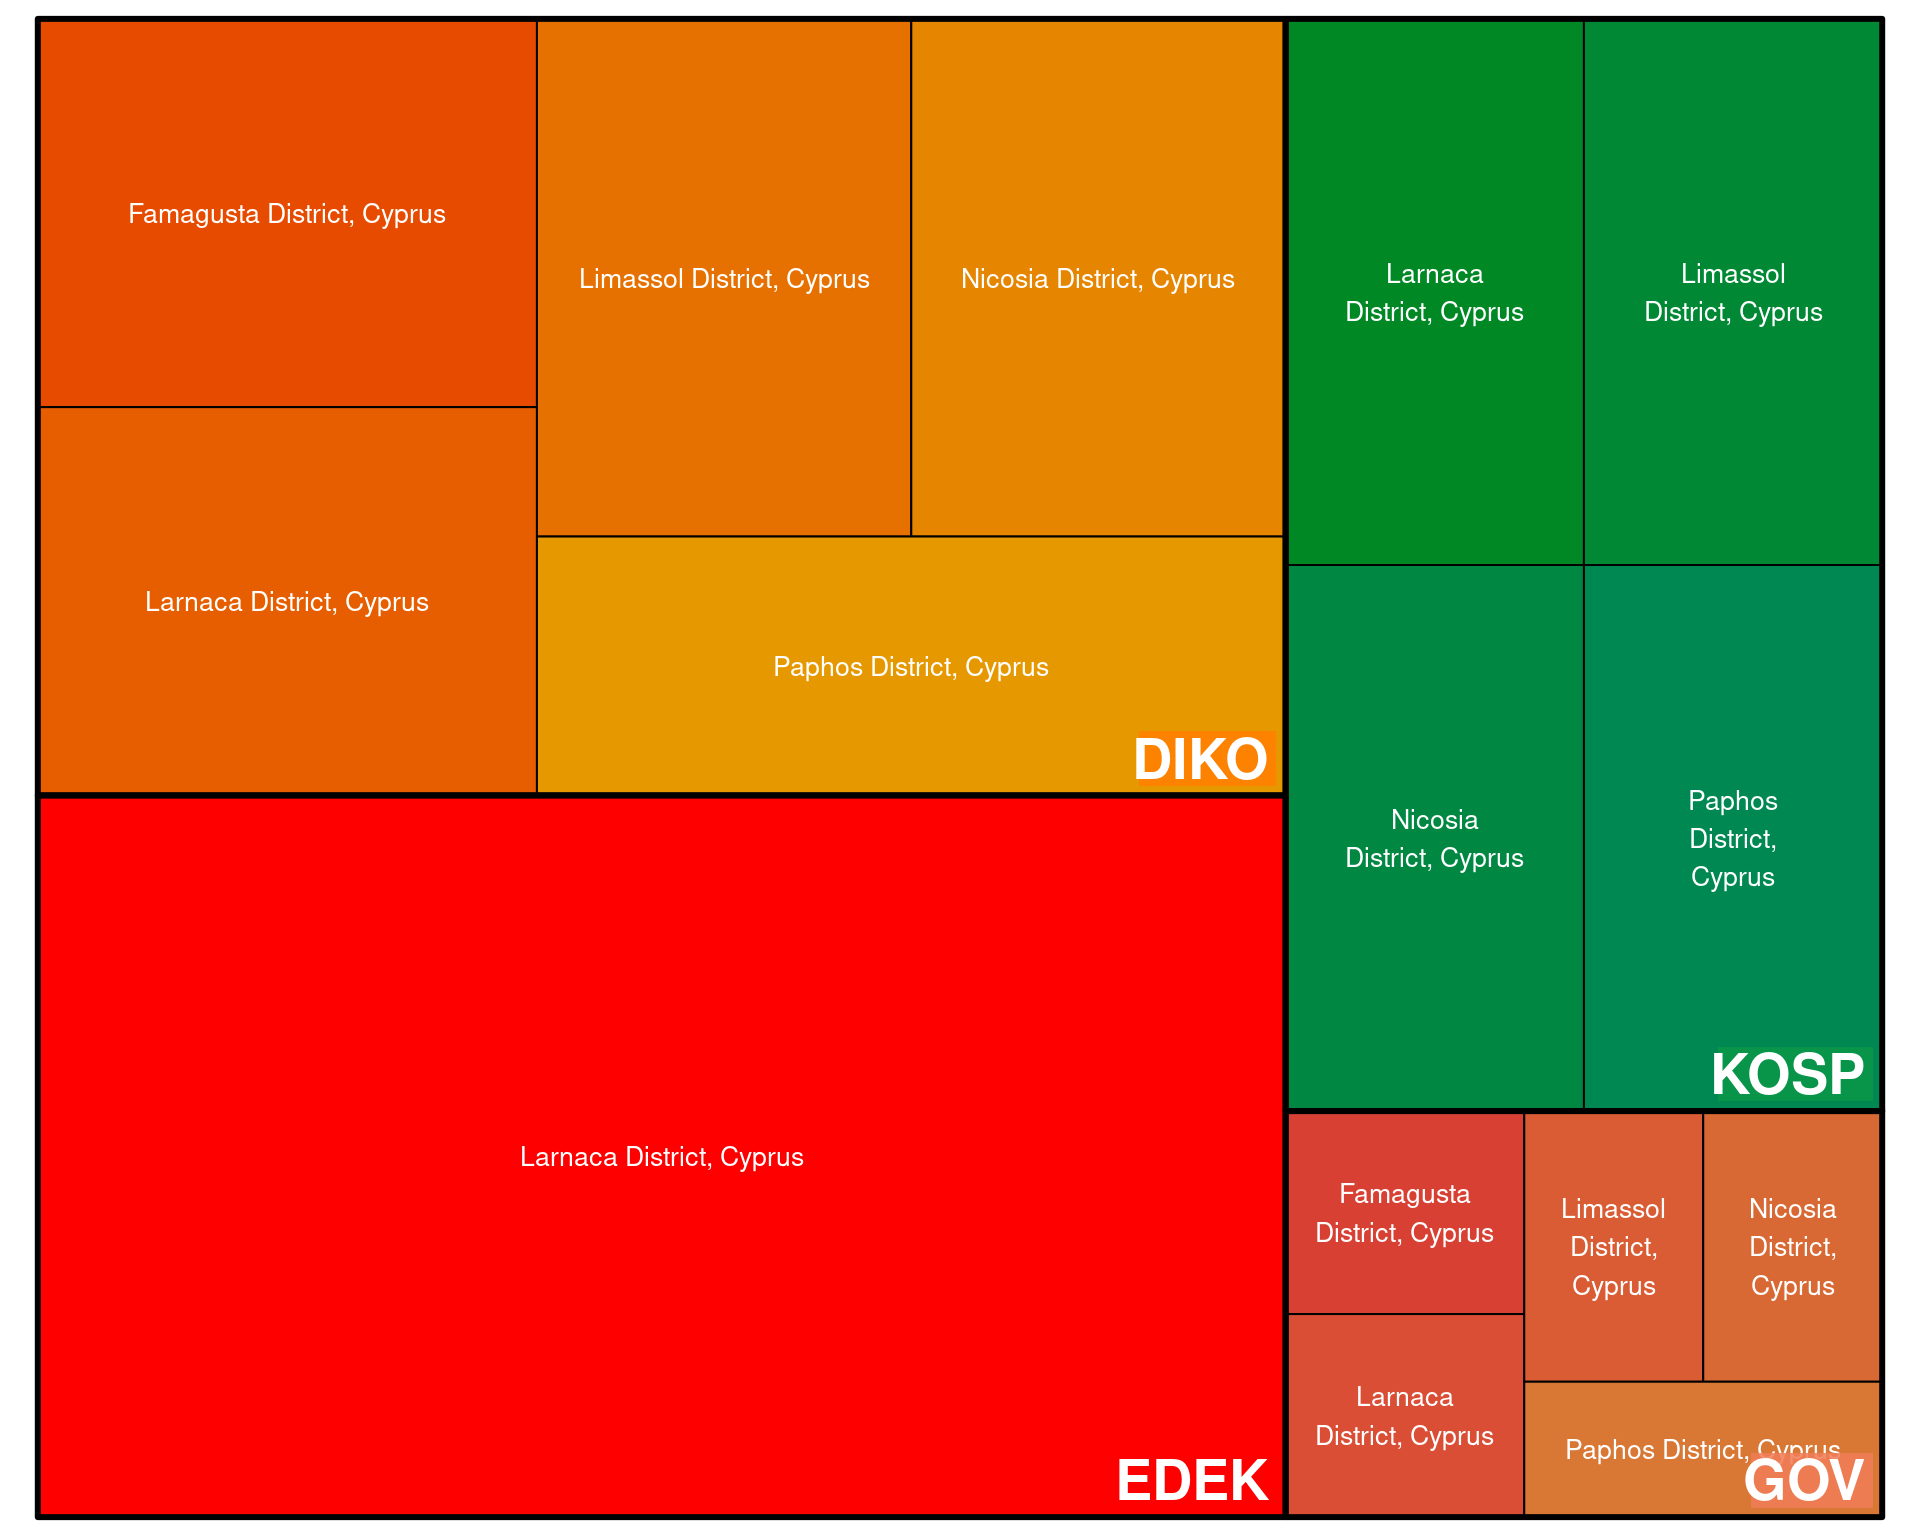 Famagusta District, Cyprus
Limassol District, Cyprus
Nicosia District, Cyprus
Larnaca District, Cyprus
Paphos District, Cyprus
DIKO
Larnaca District, Cyprus
EDEK
Larnaca
District, Cyprus
Limassol
District, Cyprus
Nicosia
District, Cyprus
Paphos
District,
Cyprus
KOSP
Famagusta
District, Cyprus
Limassol
District,
Cyprus
Nicosia
District,
Cyprus
Larnaca
District, Cyprus
Paphos District, Cyprus
GOV